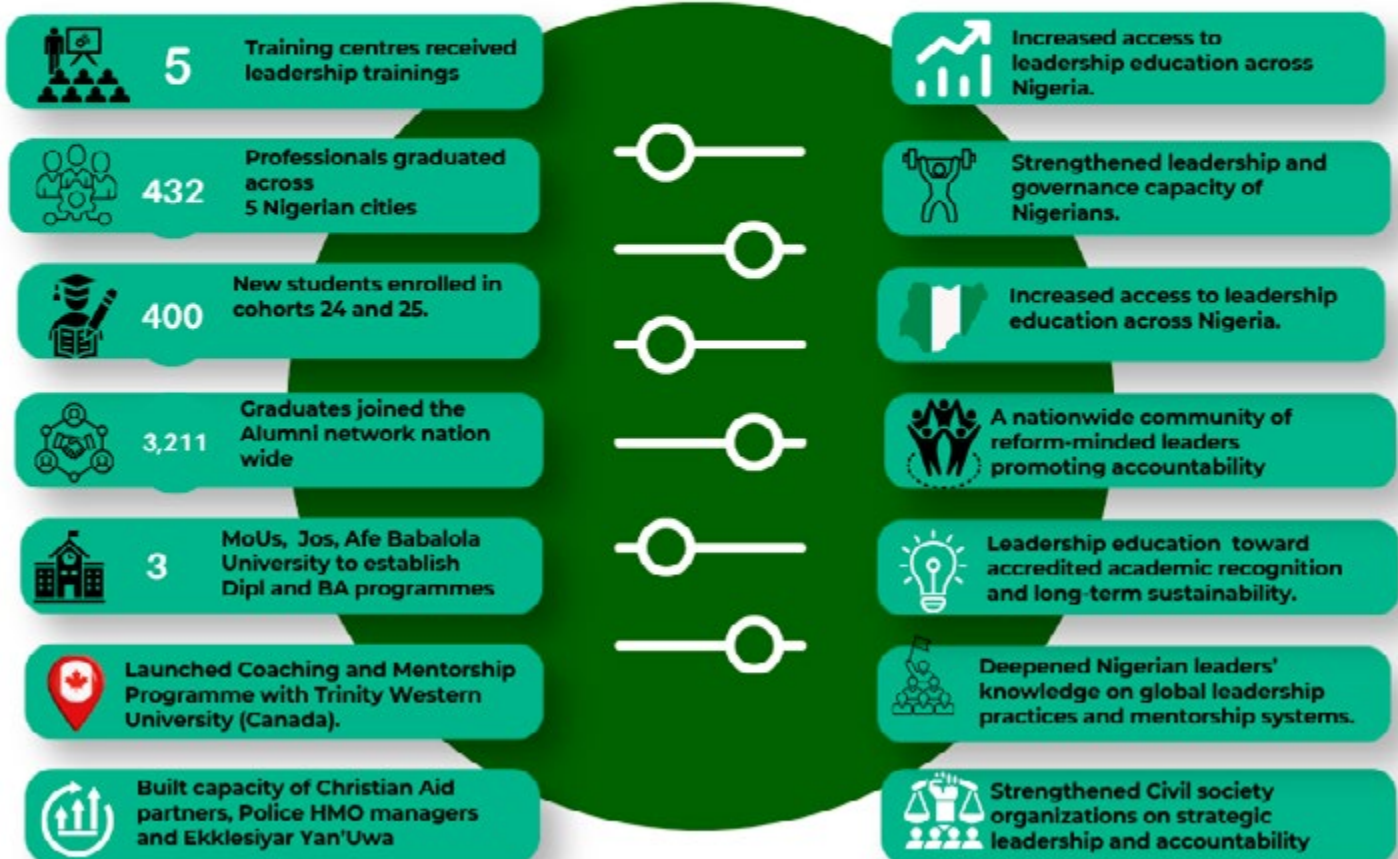 5
Training centres received
leadership trainings
432
Professionals graduated
across
5 Nigerian cities
400
New students enrolled in
cohorts 24 and 25.
3,211
Graduates joined the
Alumni network nation
wide
3
MoUs, Jos, Afe Babalola
University to establish
Dipl and BA programmes
Launched Coaching and Mentorship
Programme with Trinity Western
University (Canada).
Built capacity of Christian Aid
partners, Police HMO managers
and Ekklesiyar Yan'Uwa
Increased access to
leadership education across
Nigeria.
Strengthened leadership and
governance capacity of
Nigerians.
Increased access to leadership
education across Nigeria.
A nationwide community of
reform-minded leaders
promoting accountability
Leadership education toward
accredited academic recognition
and long-term sustainability.
Deepened Nigerian leaders'
knowledge on global leadership
practices and mentorship systems.
Strengthened Civil society
organizations on strategic
leadership and accountability